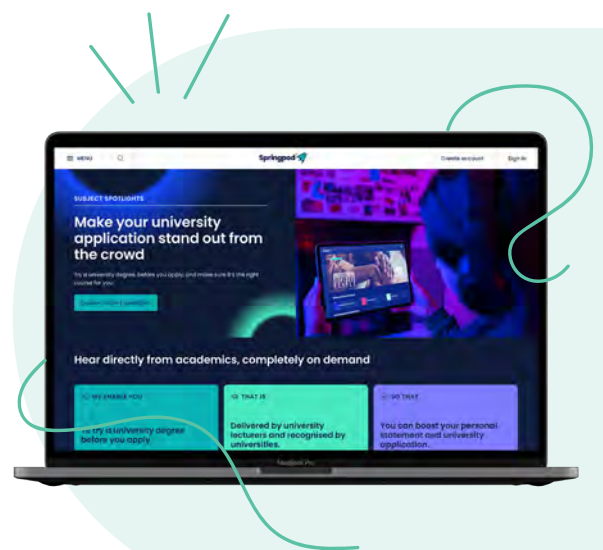 MENU
Springpod
Create account
Sign in
SUBJECT SPOTLIGHTS
Make your university
application stand out from
the crowd
Try a university degree, before you apply, and make sure it's the right
course for you.
Hear directly from academics, completely on demand
WE ENABLE YOU
To try a university degree
before you apply
THAT IS
Delivered by university
lecturers and recognised by
universities.
SO THAT
You can boost your personal
statement and university
application.
MacBook Pro